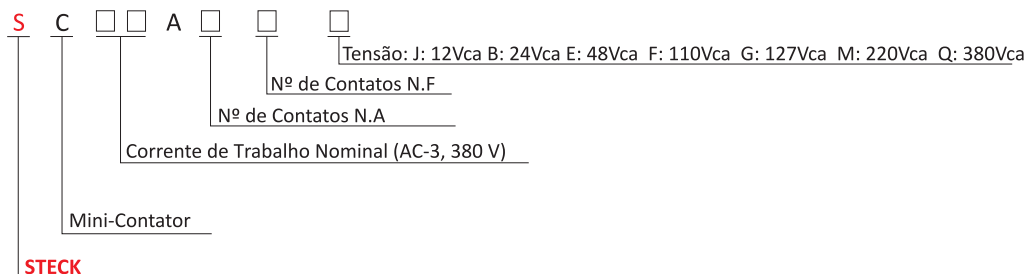 S C □ □ A □ □ □
Tensão: J: 12Vca B: 24Vca E: 48Vca F: 110Vca G: 127Vca M: 220Vca Q: 380Vca
Nº de Contatos N.F
Nº de Contatos N.A
Corrente de Trabalho Nominal (AC-3, 380 V)
Mini-Contator
STECK